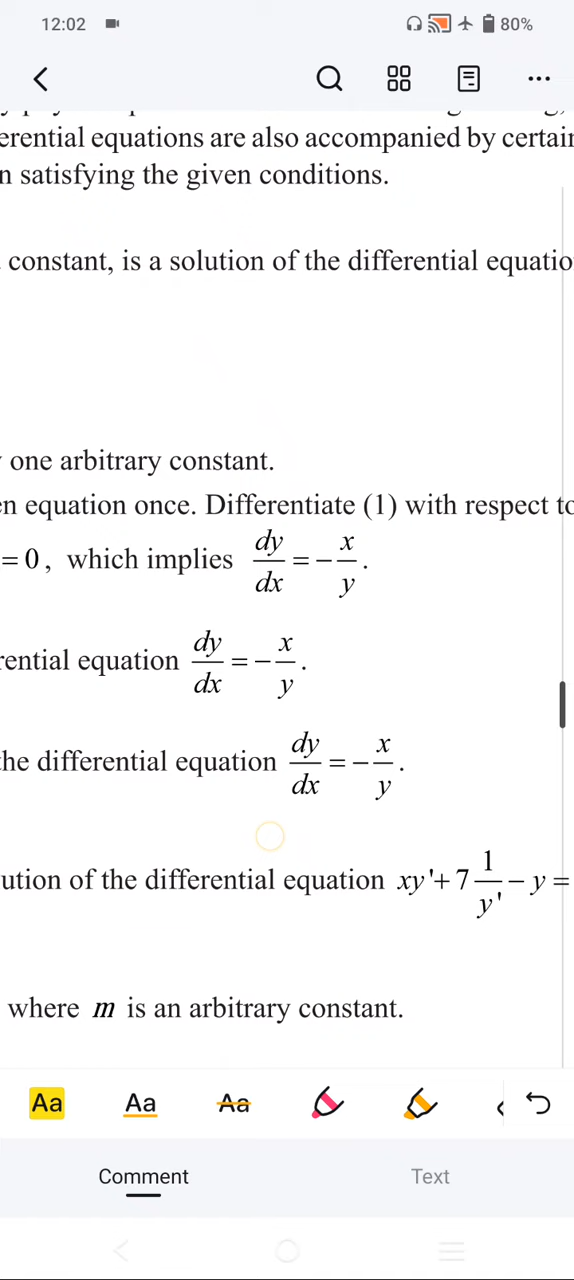 12:02 80%
erential equations are also accompanied by certain
n satisfying the given conditions.
constant, is a solution of the differential equatio
one arbitrary constant.
en equation once. Differentiate (1) with respect to
= 0, which implies dy/dx = −x/y.
rential equation dy/dx = −x/y.
he differential equation dy/dx = −x/y.
ution of the differential equation xy'+ 7 1/y' − y =
where m is an arbitrary constant.
Aa Aa Aa
Comment Text